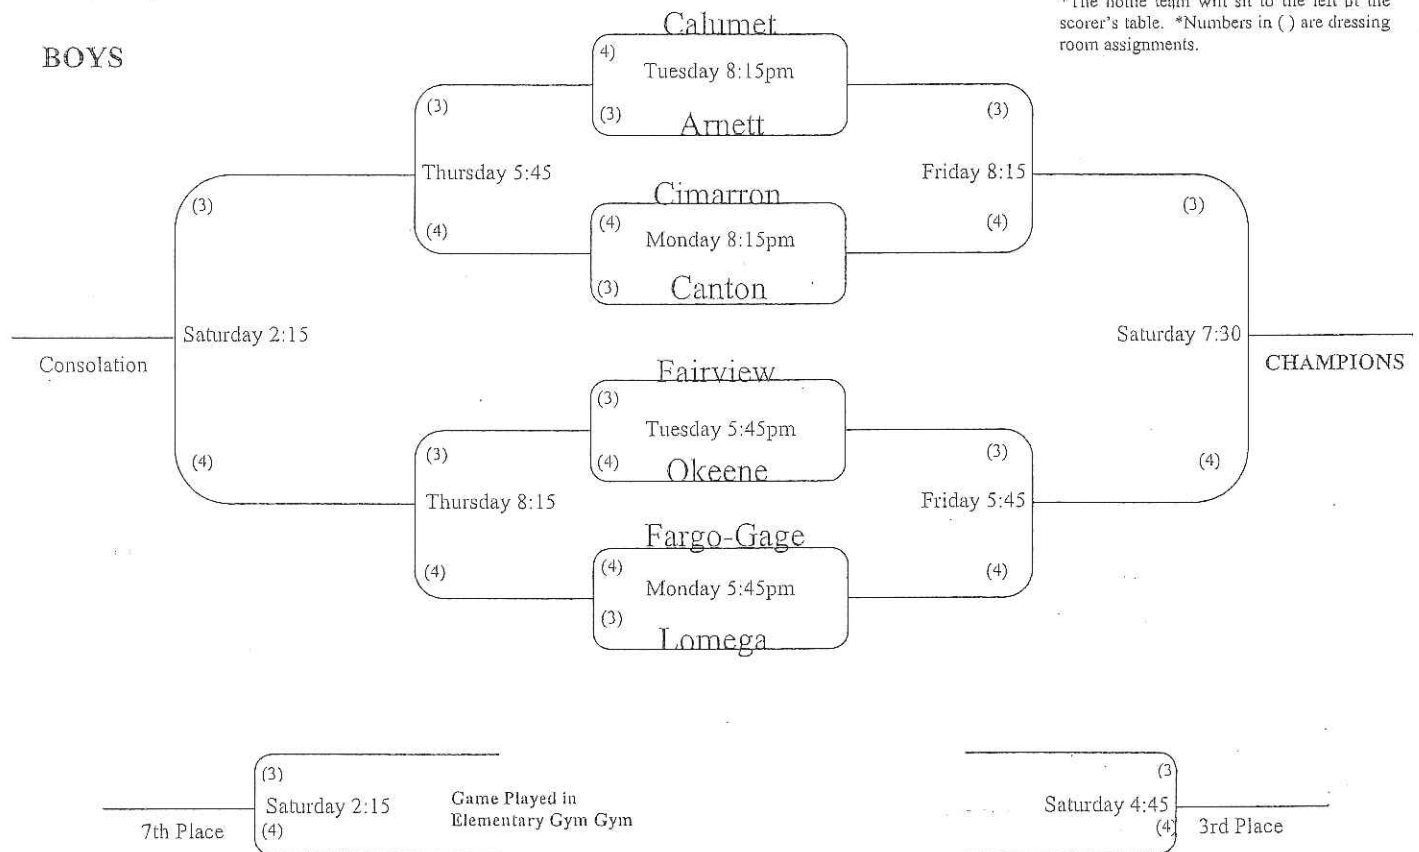 *The home team will sit to the left of the
scorer's table. *Numbers in ( ) are dressing
room assignments.
BOYS
Calumet
4)
Tuesday 8:15pm
(3)
Arnett
(3)
Thursday 5:45
(4)
(3)
Friday 8:15
(4)
Cimarron
(4)
Monday 8:15pm
(3)
Canton
(3)
Saturday 2:15
Consolation
(4)
(3)
Saturday 7:30
CHAMPIONS
(4)
Fairview
(3)
Tuesday 5:45pm
(4)
Okeene
(3)
Thursday 8:15
(4)
(3)
Friday 5:45
(4)
Fargo-Gage
(4)
Monday 5:45pm
(3)
Lomega
(3)
Saturday 2:15
7th Place
(4)
Game Played in
Elementary Gym Gym
(3
Saturday 4:45
(4)
3rd Place